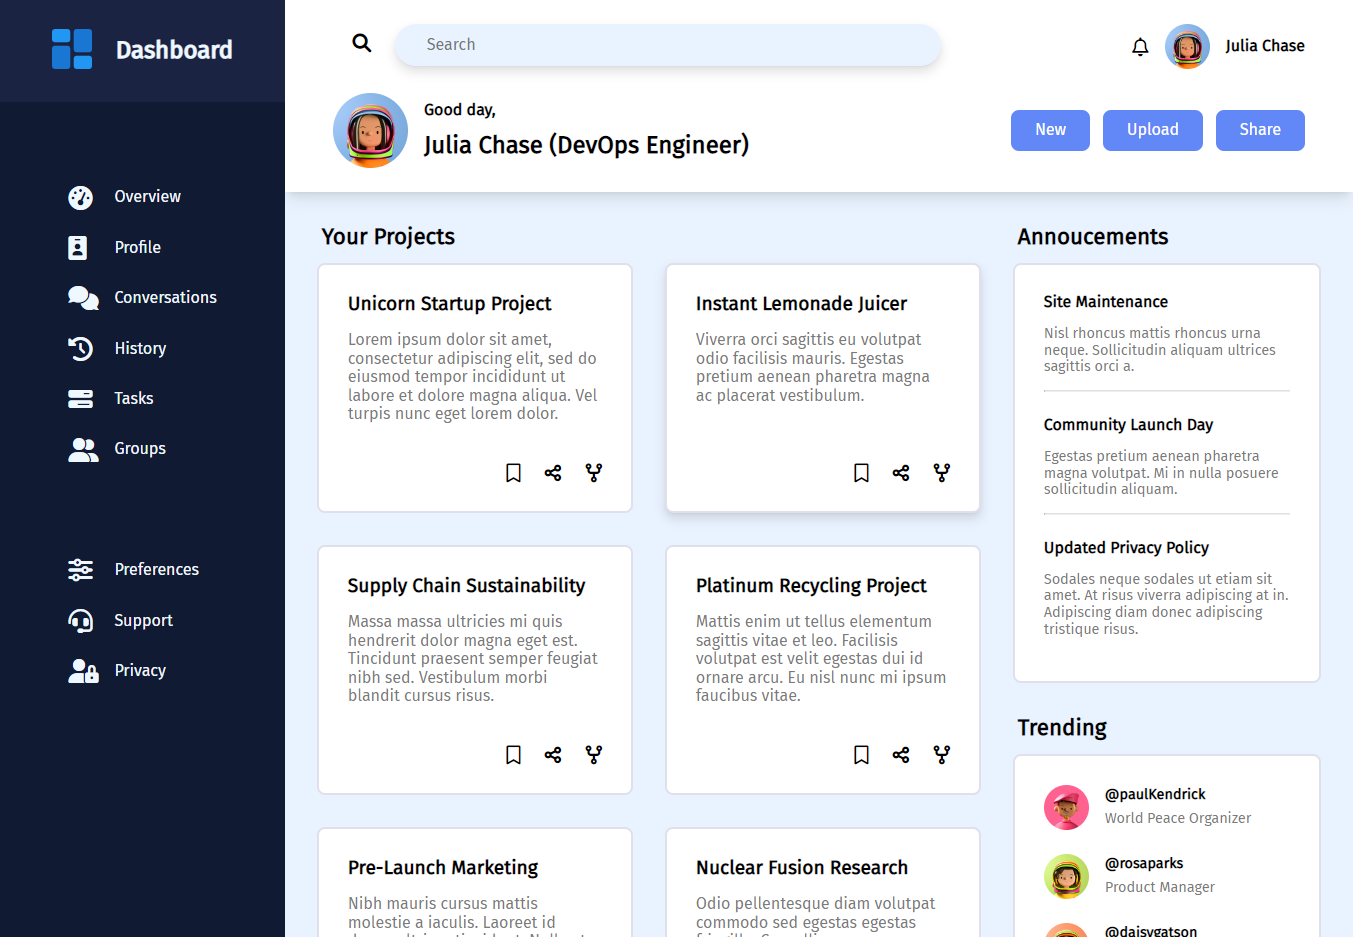 Dashboard
Overview
Profile
Conversations
History
Tasks
Groups
Preferences
Support
Privacy
Search
Julia Chase
Good day,
Julia Chase (DevOps Engineer)
New
Upload
Share
Your Projects
Unicorn Startup Project
Lorem ipsum dolor sit amet,
consectetur adipiscing elit, sed do
eiusmod tempor incididunt ut
labore et dolore magna aliqua. Vel
turpis nunc eget lorem dolor.
Instant Lemonade Juicer
Viverra orci sagittis eu volutpat
odio facilisis mauris. Egestas
pretium aenean pharetra magna
ac placerat vestibulum.
Supply Chain Sustainability
Massa massa ultricies mi quis
hendrerit dolor magna eget est.
Tincidunt praesent semper feugiat
nibh sed. Vestibulum morbi
blandit cursus risus.
Platinum Recycling Project
Mattis enim ut tellus elementum
sagittis vitae et leo. Facilisis
volutpat est velit egestas dui id
ornare arcu. Eu nisl nunc mi ipsum
faucibus vitae.
Pre-Launch Marketing
Nibh mauris cursus mattis
molestie a iaculis. Laoreet id
Nuclear Fusion Research
Odio pellentesque diam volutpat
commodo sed egestas egestas
Annoucements
Site Maintenance
Nisl rhoncus mattis rhoncus urna
neque. Sollicitudin aliquam ultrices
sagittis orci a.
Community Launch Day
Egestas pretium aenean pharetra
magna volutpat. Mi in nulla posuere
sollicitudin aliquam.
Updated Privacy Policy
Sodales neque sodales ut etiam sit
amet. At risus viverra adipiscing at in.
Adipiscing diam donec adipiscing
tristique risus.
Trending
@paulKendrick
World Peace Organizer
@rosaparks
Product Manager
@daisygatson